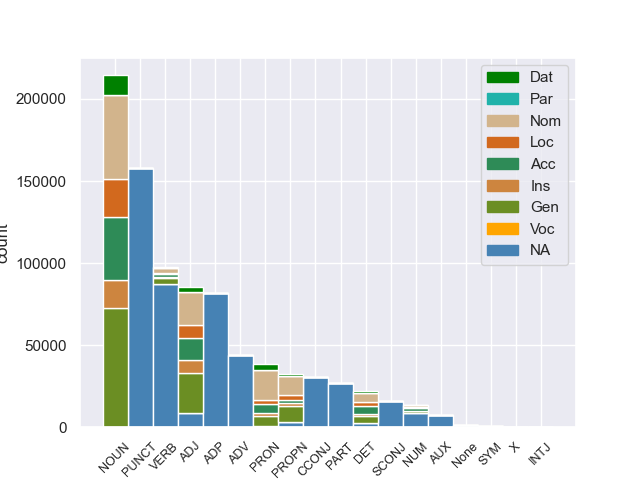 200000
150000
100000
50000
0
count
Dat
Par
Nom
Loc
Acc
Ins
Gen
Voc
NA
NOUN
PUNCT
VERB
ADJ
ADP
ADV
PRON
PROPN
CCONJ
PART
DET
SCONJ
NUM
AUX
None
SYM
X
INTJ